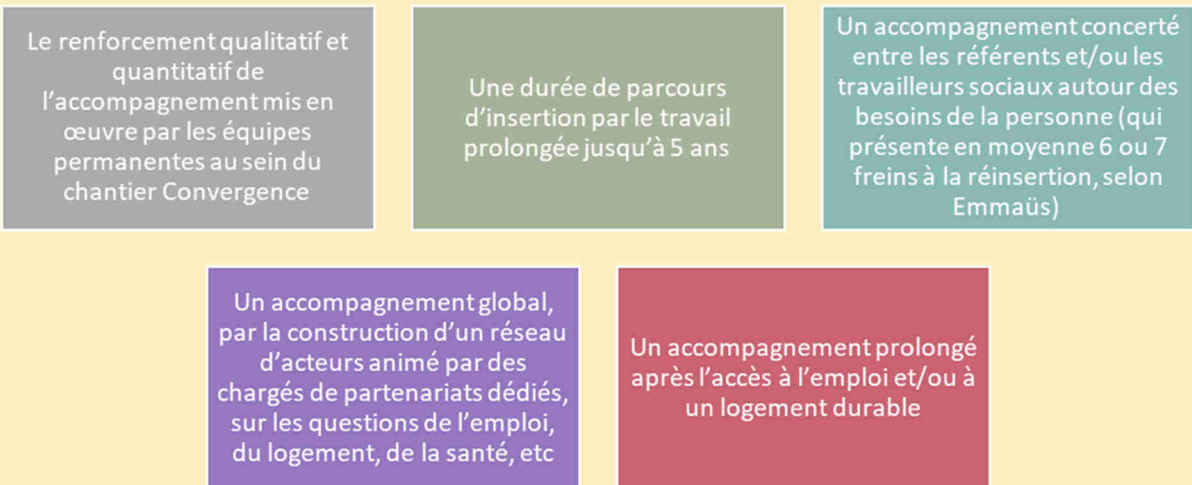 Le renforcement qualitatif et
quantitatif de
l'accompagnement mis en
œuvre par les équipes
permanentes au sein du
chantier Convergence
Une durée de parcours
d'insertion par le travail
prolongée jusqu'à 5 ans
Un accompagnement concerté
entre les référents et/ou les
travailleurs sociaux autour des
besoins de la personne (qui
présente en moyenne 6 ou 7
freins à la réinsertion, selon
Emmaüs)
Un accompagnement global,
par la construction d'un réseau
d'acteurs animé par des
chargés de partenariats dédiés,
sur les questions de l'emploi,
du logement, de la santé, etc
Un accompagnement prolongé
après l'accès à l'emploi et/ou à
un logement durable